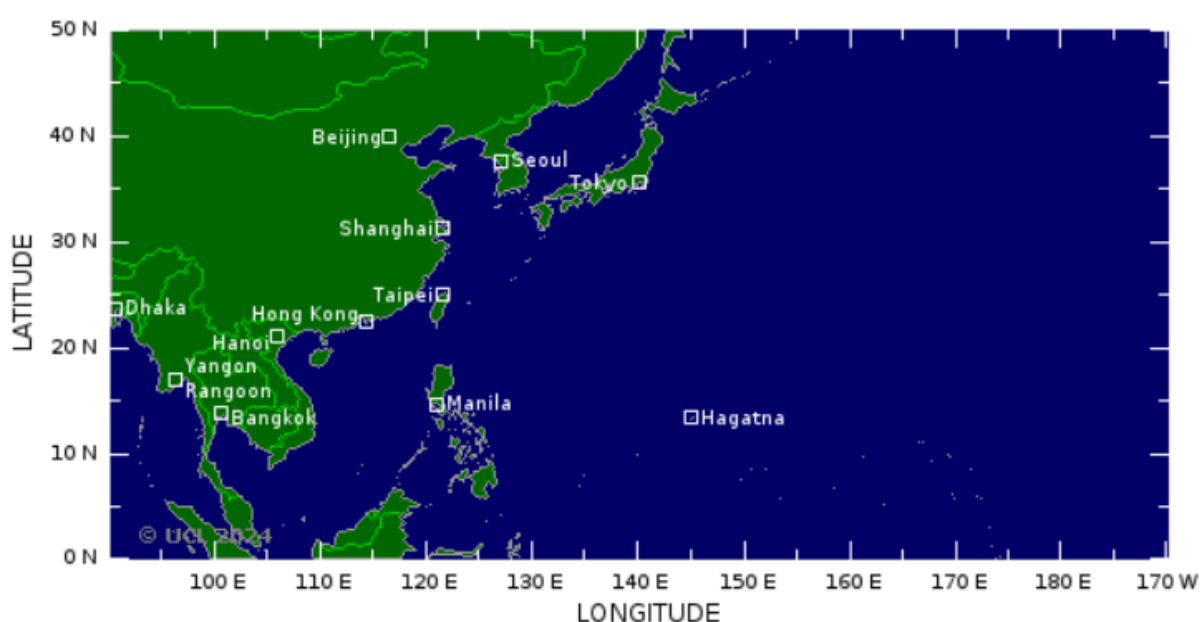 50 N
Beijing
40 N
Seoul
Tokyo
Shanghai
30 N
LATITUDE
Taipei
Dhaka
Hong Kong
Hanoi
20 N
Yangon
Rangoon
Manila
Bangkok
Hagatna
10 N
© UCL 2024
0 N
100 E 110 E 120 E 130 E 140 E 150 E 160 E 170 E 180 E 170 W
LONGITUDE